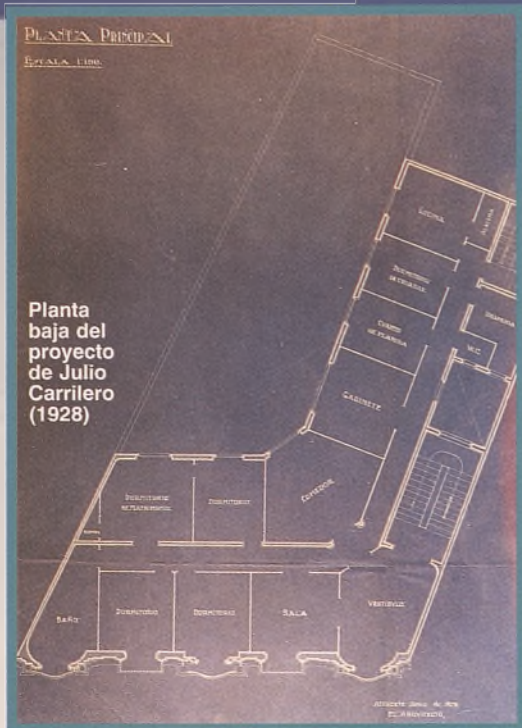 PLANTA PRINCIPAL
ESCALA 1:100.
Planta
baja del
proyecto
de Julio
Carrilero
(1928)
COCINA
DORMITORIO
DE CRIADAS
CUARTO
DE PLANCHA
GABINETE
W.C.
COMEDOR
DORMITORIO
DE MATRIMONIO
DORMITORIO
BAÑO
DORMITORIO
DORMITORIO
SALA
VESTIBULO
EL ARQUITECTO,